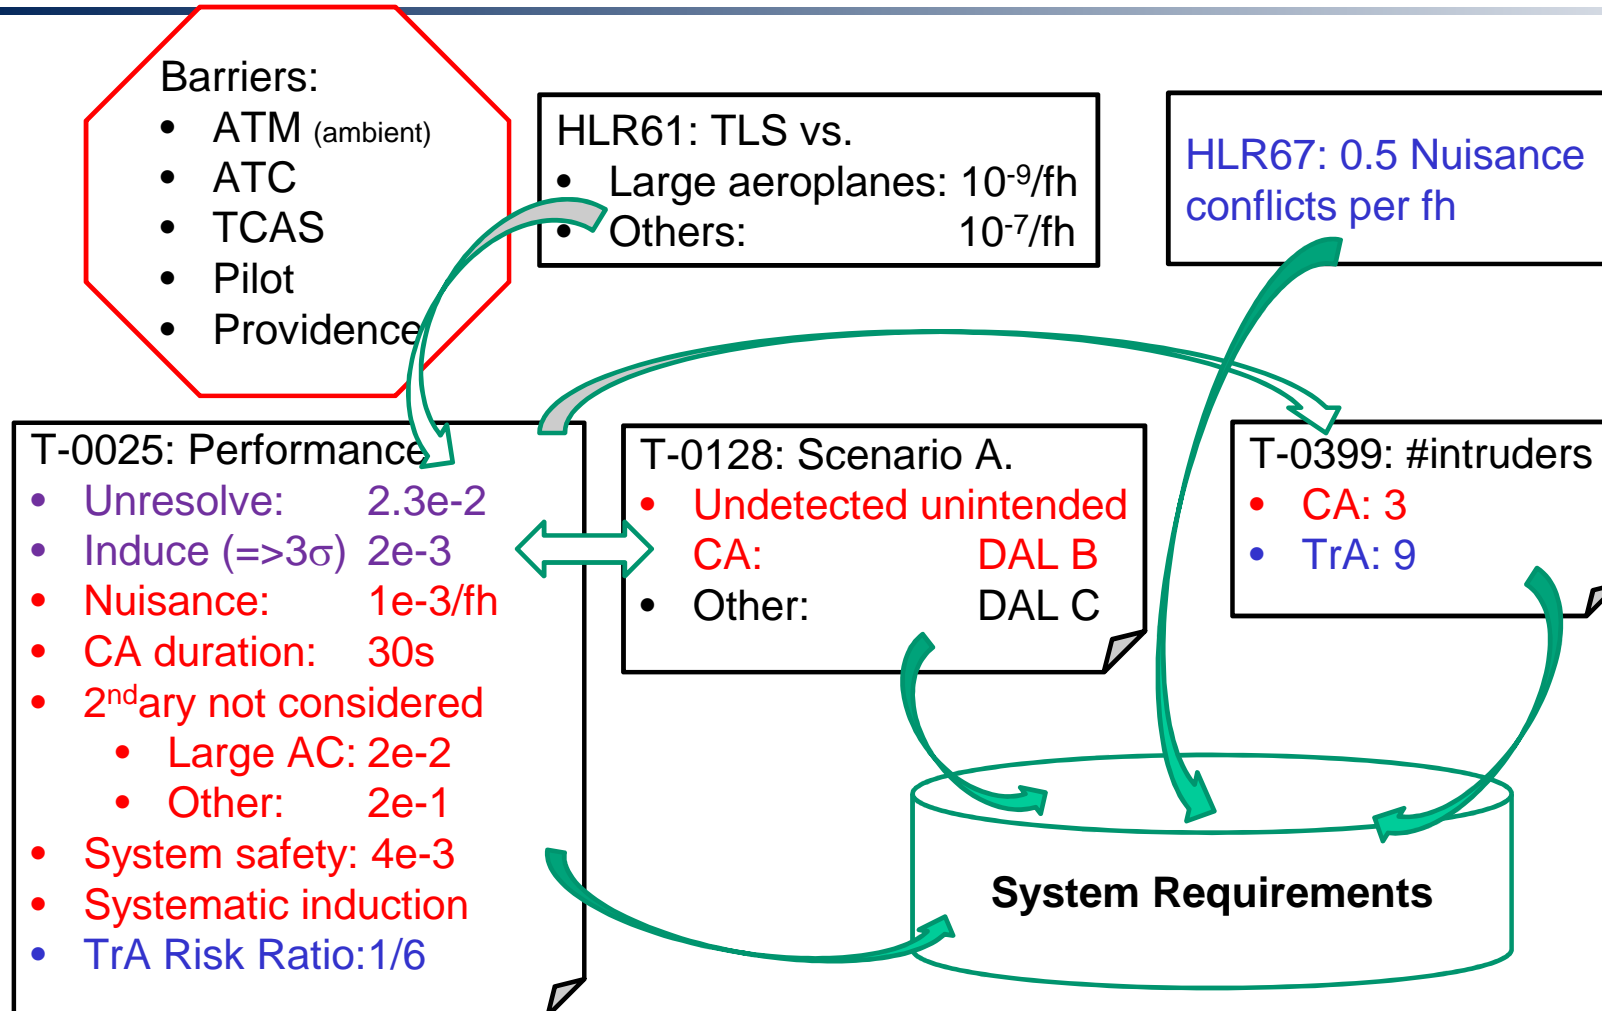 Barriers:
• ATM (ambient)
• ATC
• TCAS
• Pilot
• Providence
HLR61: TLS vs.
• Large aeroplanes: 10-9/fh
• Others: 10-7/fh
HLR67: 0.5 Nuisance
conflicts per fh
T-0025: Performance
• Unresolve: 2.3e-2
• Induce (=>3σ) 2e-3
• Nuisance: 1e-3/fh
• CA duration: 30s
• 2ndary not considered
• Large AC: 2e-2
• Other: 2e-1
• System safety: 4e-3
• Systematic induction
• TrA Risk Ratio:1/6
T-0128: Scenario A.
• Undetected unintended
CA: DAL B
• Other: DAL C
T-0399: #intruders
• CA: 3
• TrA: 9
System Requirements